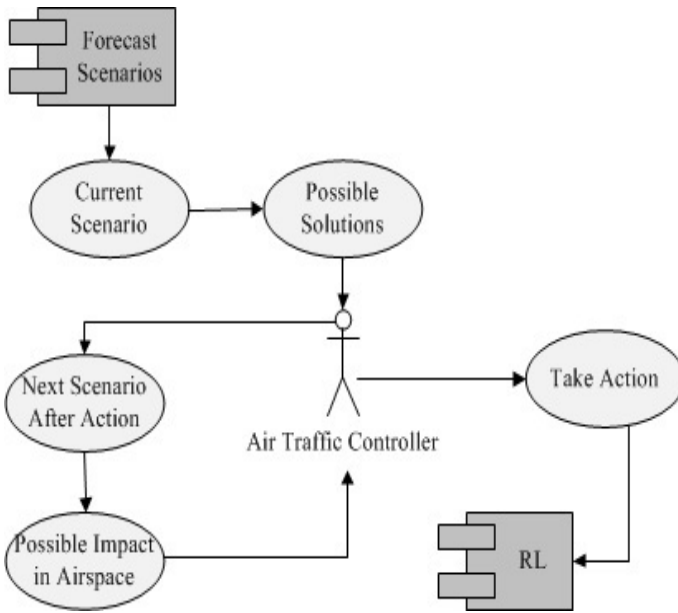 Forecast
Scenarios
Current
Scenario
Possible
Solutions
Next Scenario
After Action
Take Action
Air Traffic Controller
Possible Impact
in Airspace
RL